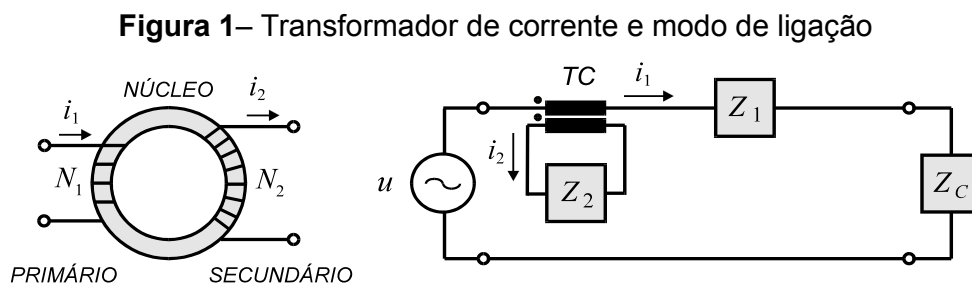 Figura 1– Transformador de corrente e modo de ligação
NÚCLEO
i1
i2
N1
N2
PRIMÁRIO
SECUNDÁRIO
TC
i1
Z1
i2
u
Z2
ZC